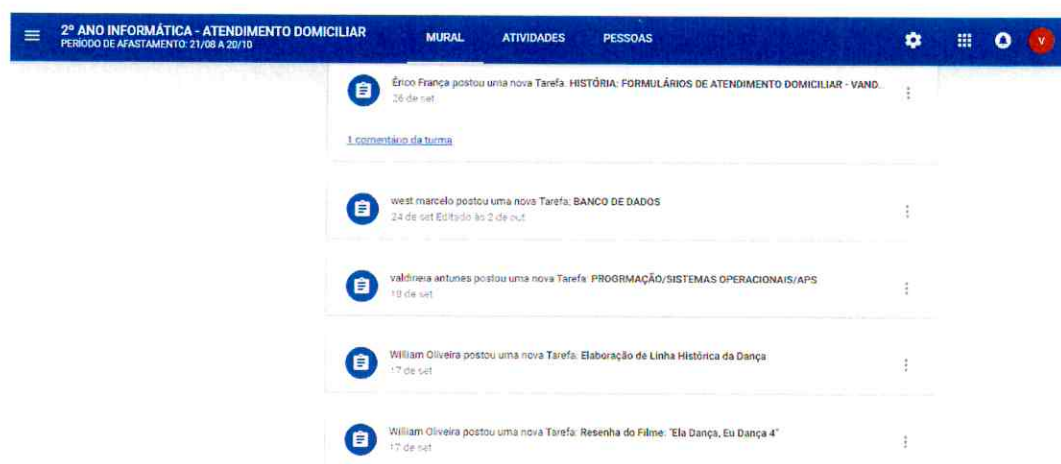 2º ANO INFORMÁTICA - ATENDIMENTO DOMICILIAR
PERÍODO DE AFASTAMENTO: 21/08 A 20/10
MURAL
ATIVIDADES
PESSOAS
V
Érico França postou uma nova Tarefa: HISTÓRIA: FORMULÁRIOS DE ATENDIMENTO DOMICILIAR - VAND...
26 de set
1 comentário da turma
west marcelo postou uma nova Tarefa: BANCO DE DADOS
24 de set Editado às 2 de out
valdineia antunes postou uma nova Tarefa: PROGRMAÇÃO/SISTEMAS OPERACIONAIS/APS
18 de set
William Oliveira postou uma nova Tarefa: Elaboração de Linha Histórica da Dança
17 de set
William Oliveira postou uma nova Tarefa: Resenha do Filme: "Ela Dança, Eu Danço 4"
17 de set